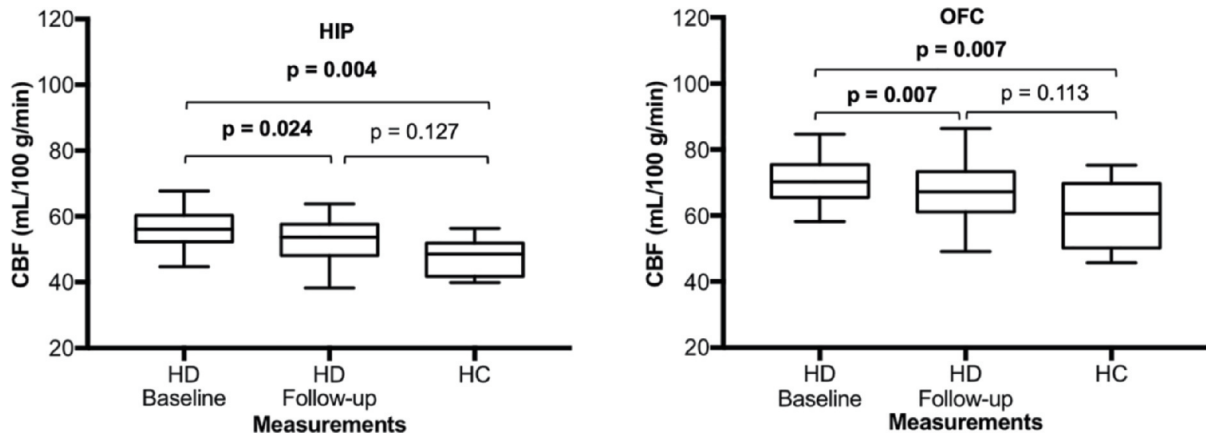 HIP
p = 0.004
p = 0.024
p = 0.127
CBF (mL/100 g/min)
120
100
80
60
40
20
HD
Baseline
HD
Follow-up
HC
Measurements
OFC
p = 0.007
p = 0.007
p = 0.113
CBF (mL/100 g/min)
120
100
80
60
40
20
HD
Baseline
HD
Follow-up
HC
Measurements